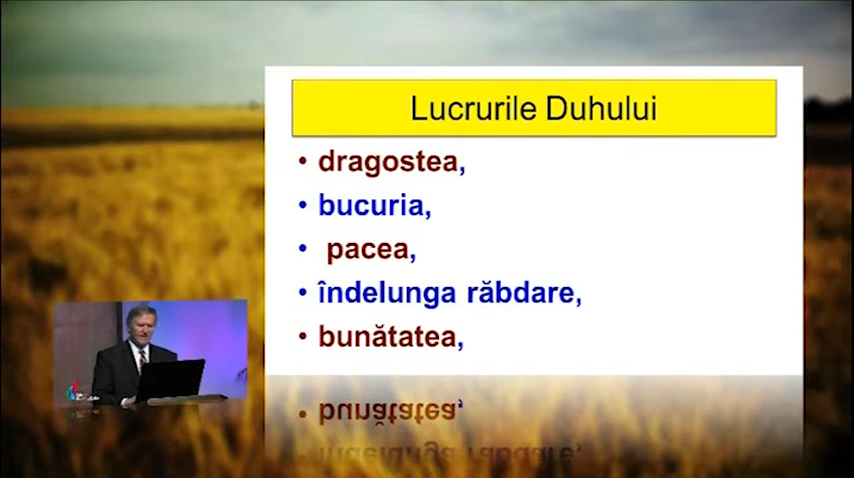 Lucrurile Duhului
• dragostea,
• bucuria,
• pacea,
• îndelunga răbdare,
• bunătatea,